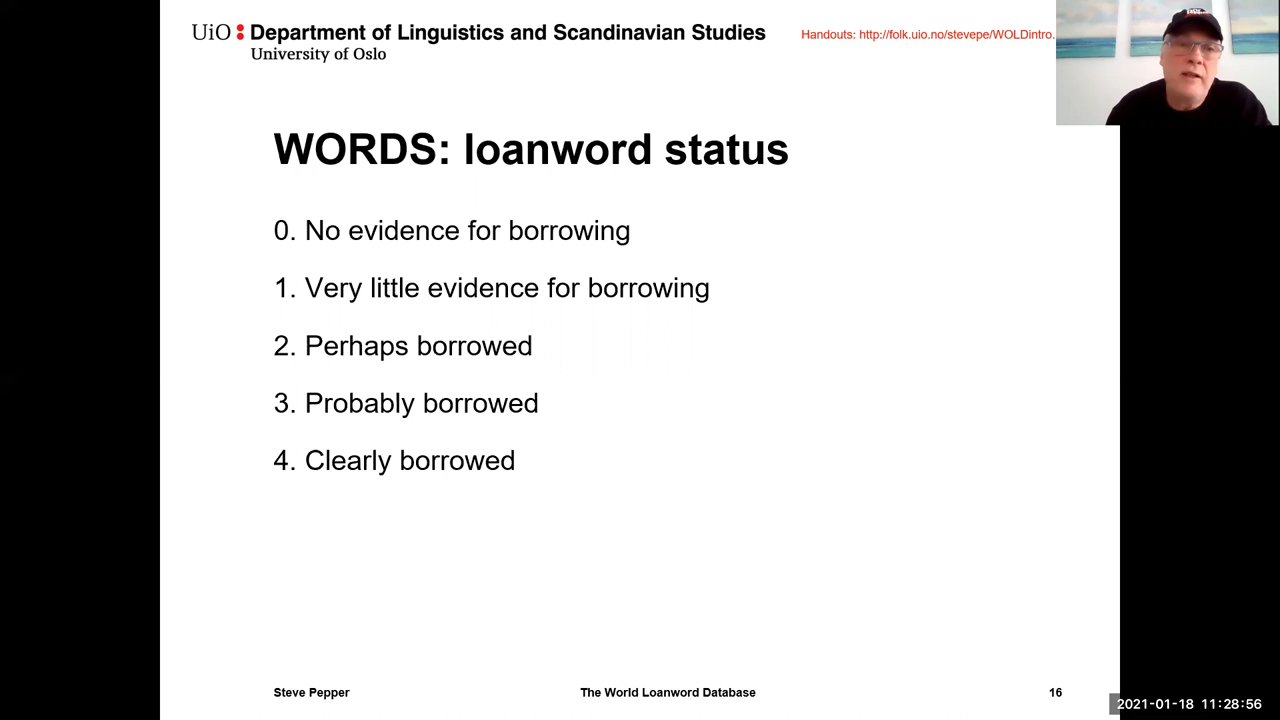 UiO : Department of Linguistics and Scandinavian Studies
University of Oslo
Handouts: http://folk.uio.no/stevepe/WOLDintro.
WORDS: loanword status
0. No evidence for borrowing
1. Very little evidence for borrowing
2. Perhaps borrowed
3. Probably borrowed
4. Clearly borrowed
Steve Pepper
The World Loanword Database
16
2021-01-18 11:28:56